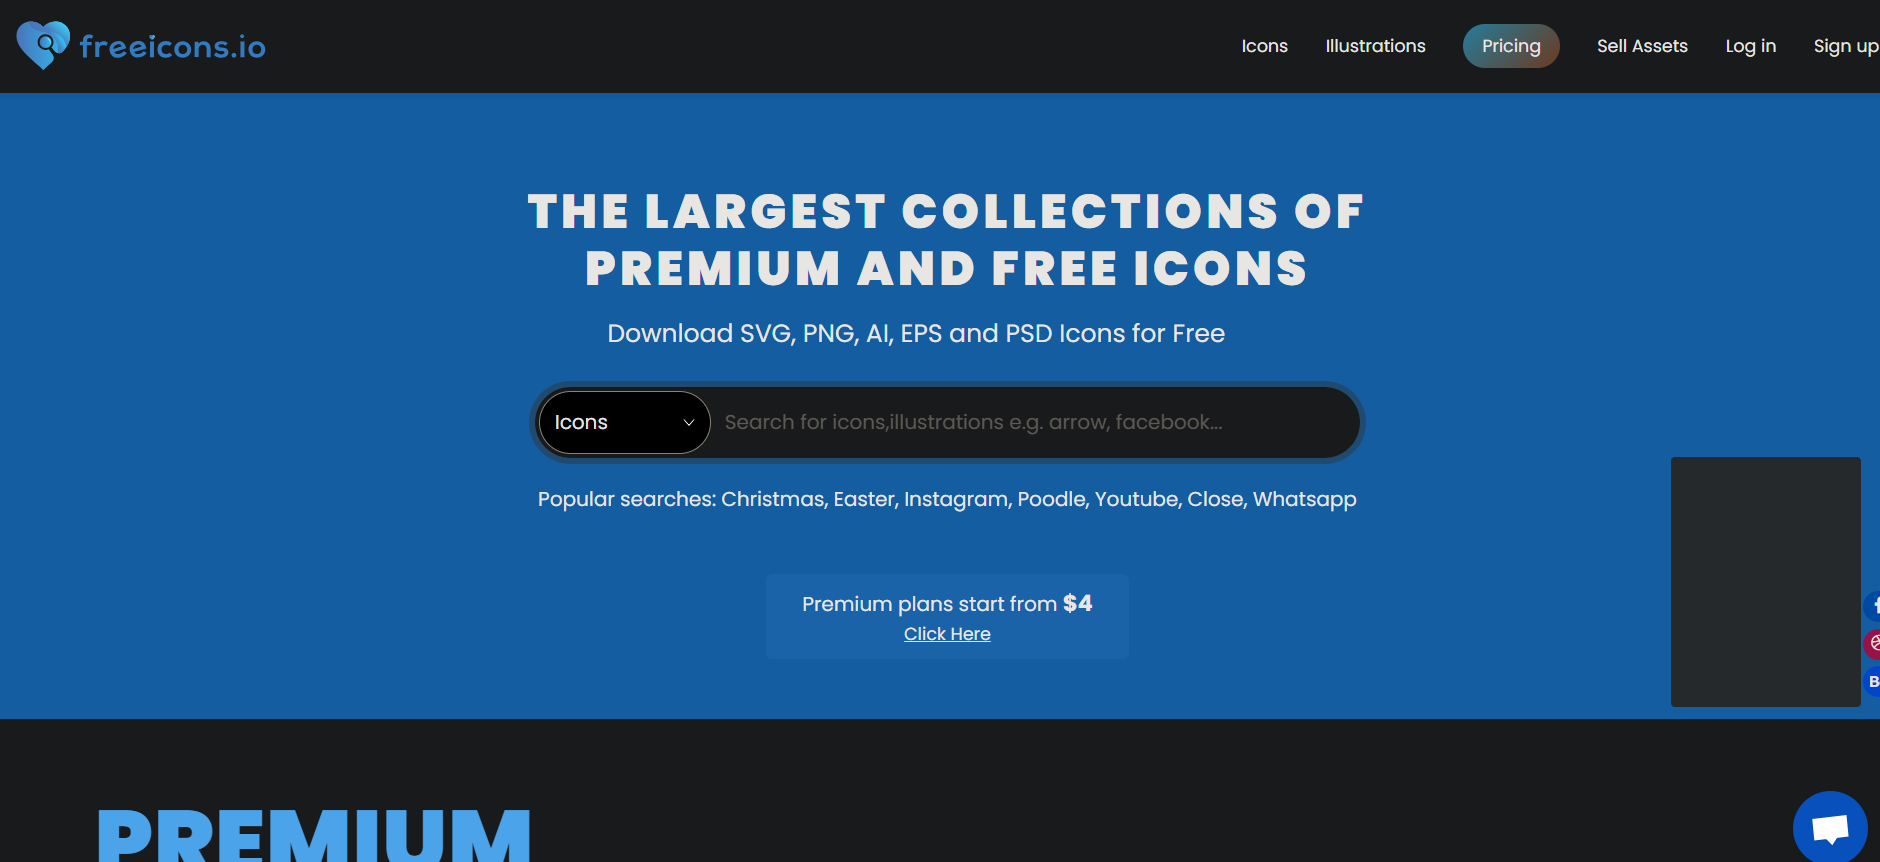 freeicons.io
Icons Illustrations Pricing Sell Assets Log in Sign up
THE LARGEST COLLECTIONS OF
PREMIUM AND FREE ICONS
Download SVG, PNG, AI, EPS and PSD Icons for Free
Icons Search for icons,illustrations e.g. arrow, facebook...
Popular searches: Christmas, Easter, Instagram, Poodle, Youtube, Close, Whatsapp
Premium plans start from $4
Click Here
PREMIUM